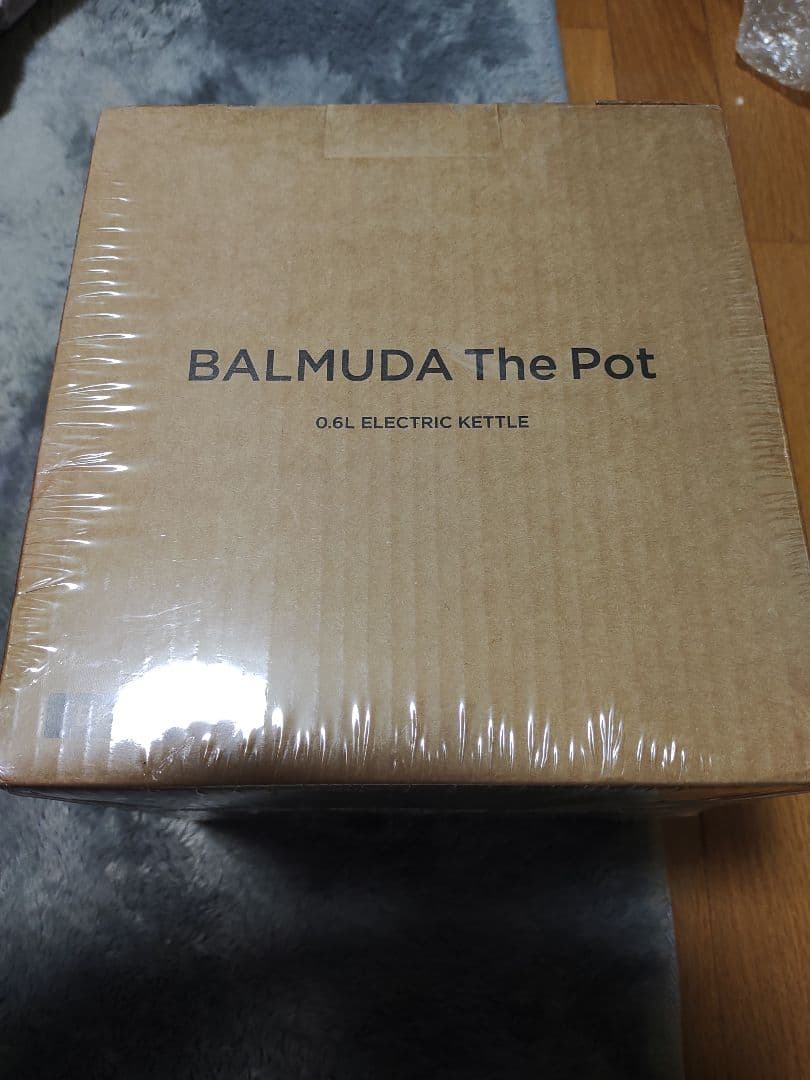 BALMUDA The Pot
0.6L ELECTRIC KETTLE